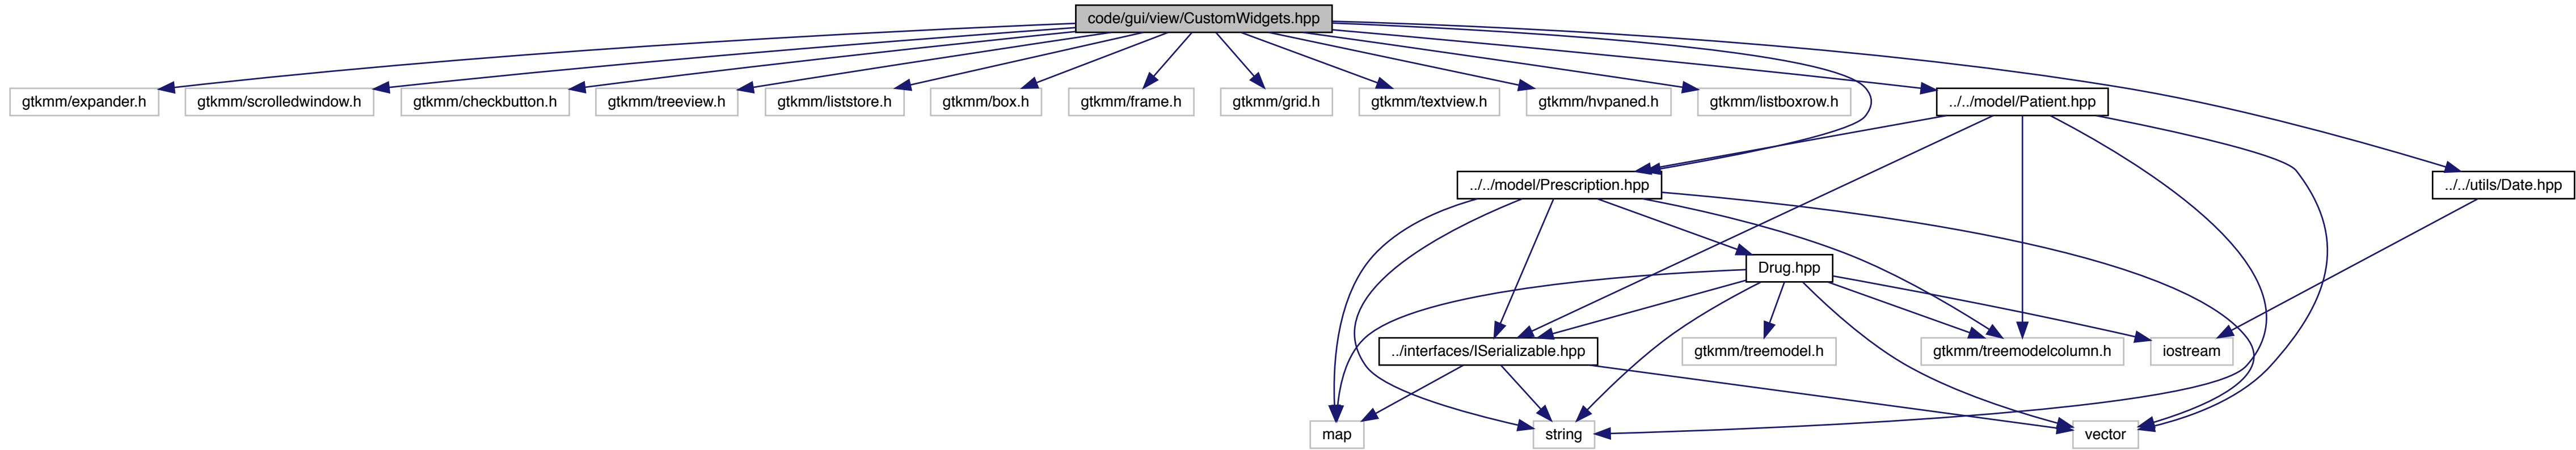 code/gui/view/CustomWidgets.hpp
gtkmm/expander.h
gtkmm/scrolledwindow.h
gtkmm/checkbutton.h
gtkmm/treeview.h
gtkmm/liststore.h
gtkmm/box.h
gtkmm/frame.h
gtkmm/grid.h
gtkmm/textview.h
gtkmm/hvpaned.h
gtkmm/listboxrow.h
../../model/Patient.hpp
../../model/Prescription.hpp
../../utils/Date.hpp
Drug.hpp
../interfaces/ISerializable.hpp
gtkmm/treemodel.h
gtkmm/treemodelcolumn.h
iostream
map
string
vector